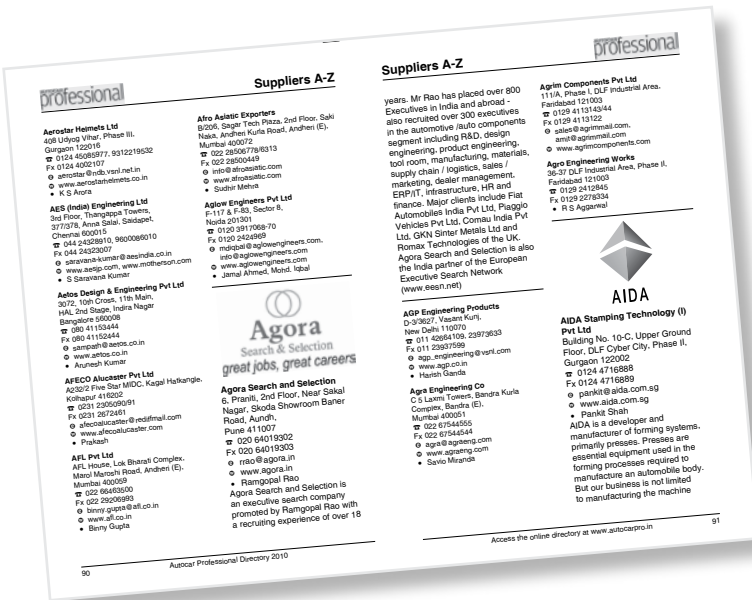 professional
Suppliers A-Z
Aerostar Helmets Ltd
408 Udyog Vihar, Phase III,
Gurgaon 122016
0124 45085977, 9312219532
Fx 0124 4002107
aerostar@ndb.vsnl.net.in
www.aerostarhelmets.co.in
• K S Arora
AES (India) Engineering Ltd
3rd Floor, Thangappa Towers,
377/378, Anna Salai, Saidapet,
Chennai 600015
044 24328910, 9600086010
Fx 044 24323007
saravana-kumar@aesindia.co.in
www.aesjp.com, www.motherson.com
• S Saravana Kumar
Aetos Design & Engineering Pvt Ltd
3072, 10th Cross, 11th Main,
HAL 2nd Stage, Indira Nagar
Bangalore 560008
080 41153444
Fx 080 41152444
sampath@aetos.co.in
www.aetos.co.in
• Arunesh Kumar
AFECO Alucaster Pvt Ltd
A232/2 Five Star MIDC, Kagal Hatkangle,
Kolhapur 416202
0231 2305090/91
Fx 0231 2672461
afecoalucaster@rediffmail.com
www.afecoalucaster.com
• Prakash
AFL Pvt Ltd
AFL House, Lok Bharati Complex,
Marol Maroshi Road, Andheri (E),
Mumbai 400059
022 66463500
Fx 022 29206993
binny.gupta@afl.co.in
www.afl.co.in
• Binny Gupta
Afro Asiatic Exporters
B/206, Sagar Tech Plaza, 2nd Floor, Saki
Naka, Andheri Kurla Road, Andheri (E),
Mumbai 400072
022 28506778/6313
Fx 022 28500449
info@afroasiatic.com
www.afroasiatic.com
• Sudhir Mehra
Aglow Engineers Pvt Ltd
F-117 & F-83, Sector 8,
Noida 201301
0120 3917068-70
Fx 0120 2424969
mdiqbal@aglowengineers.com,
info@aglowengineers.com
www.aglowengineers.com
• Jamal Ahmed, Mohd. Iqbal
Agora
Search & Selection
great jobs, great careers
Agora Search and Selection
6, Praniti, 2nd Floor, Near Sakal
Nagar, Skoda Showroom Baner
Road, Aundh,
Pune 411007
020 64019302
Fx 020 64019303
rrao@agora.in
www.agora.in
• Ramgopal Rao
Agora Search and Selection is
an executive search company
promoted by Ramgopal Rao with
a recruiting experience of over 18
90
Autocar Professional Directory 2010
Suppliers A-Z
professional
years. Mr Rao has placed over 800
Executives in India and abroad -
also recruited over 300 executives
in the automotive /auto components
segment including R&D, design
engineering, product engineering,
tool room, manufacturing, materials,
supply chain / logistics, sales /
marketing, dealer management,
ERP/IT, infrastructure, HR and
finance. Major clients include Fiat
Automobiles India Pvt Ltd, Piaggio
Vehicles Pvt Ltd, Comau India Pvt
Ltd, GKN Sinter Metals Ltd and
Romax Technologies of the UK.
Agora Search and Selection is also
the India partner of the European
Executive Search Network
(www.eesn.net)
AGP Engineering Products
D-3/3627, Vasant Kunj,
New Delhi 110070
011 42664109, 23973633
Fx 011 23937599
agp_engineering@vsnl.com
www.agp.co.in
• Harish Ganda
Agra Engineering Co
C 5 Laxmi Towers, Bandra Kurla
Complex, Bandra (E),
Mumbai 400051
022 67544555
Fx 022 67544544
agra@agraeng.com
www.agraeng.com
• Savio Miranda
Agrim Components Pvt Ltd
111/A, Phase I, DLF Industrial Area,
Faridabad 121003
0129 4113143/44
Fx 0129 4113122
sales@agrimmail.com,
amit@agrimmail.com
www.agrimcomponents.com
Agro Engineering Works
36-37 DLF Industrial Area, Phase II,
Faridabad 121003
0129 2412845
Fx 0129 2278334
• R S Aggarwal
AIDA
AIDA Stamping Technology (I)
Pvt Ltd
Building No. 10-C, Upper Ground
Floor, DLF Cyber City, Phase II,
Gurgaon 122002
0124 4716888
Fx 0124 4716889
pankit@aida.com.sg
www.aida.com.sg
• Pankit Shah
AIDA is a developer and
manufacturer of forming systems,
primarily presses. Presses are
essential equipment used in the
forming processes required to
manufacture an automobile body.
But our business is not limited
to manufacturing the machine
Access the online directory at www.autocarpro.in
91